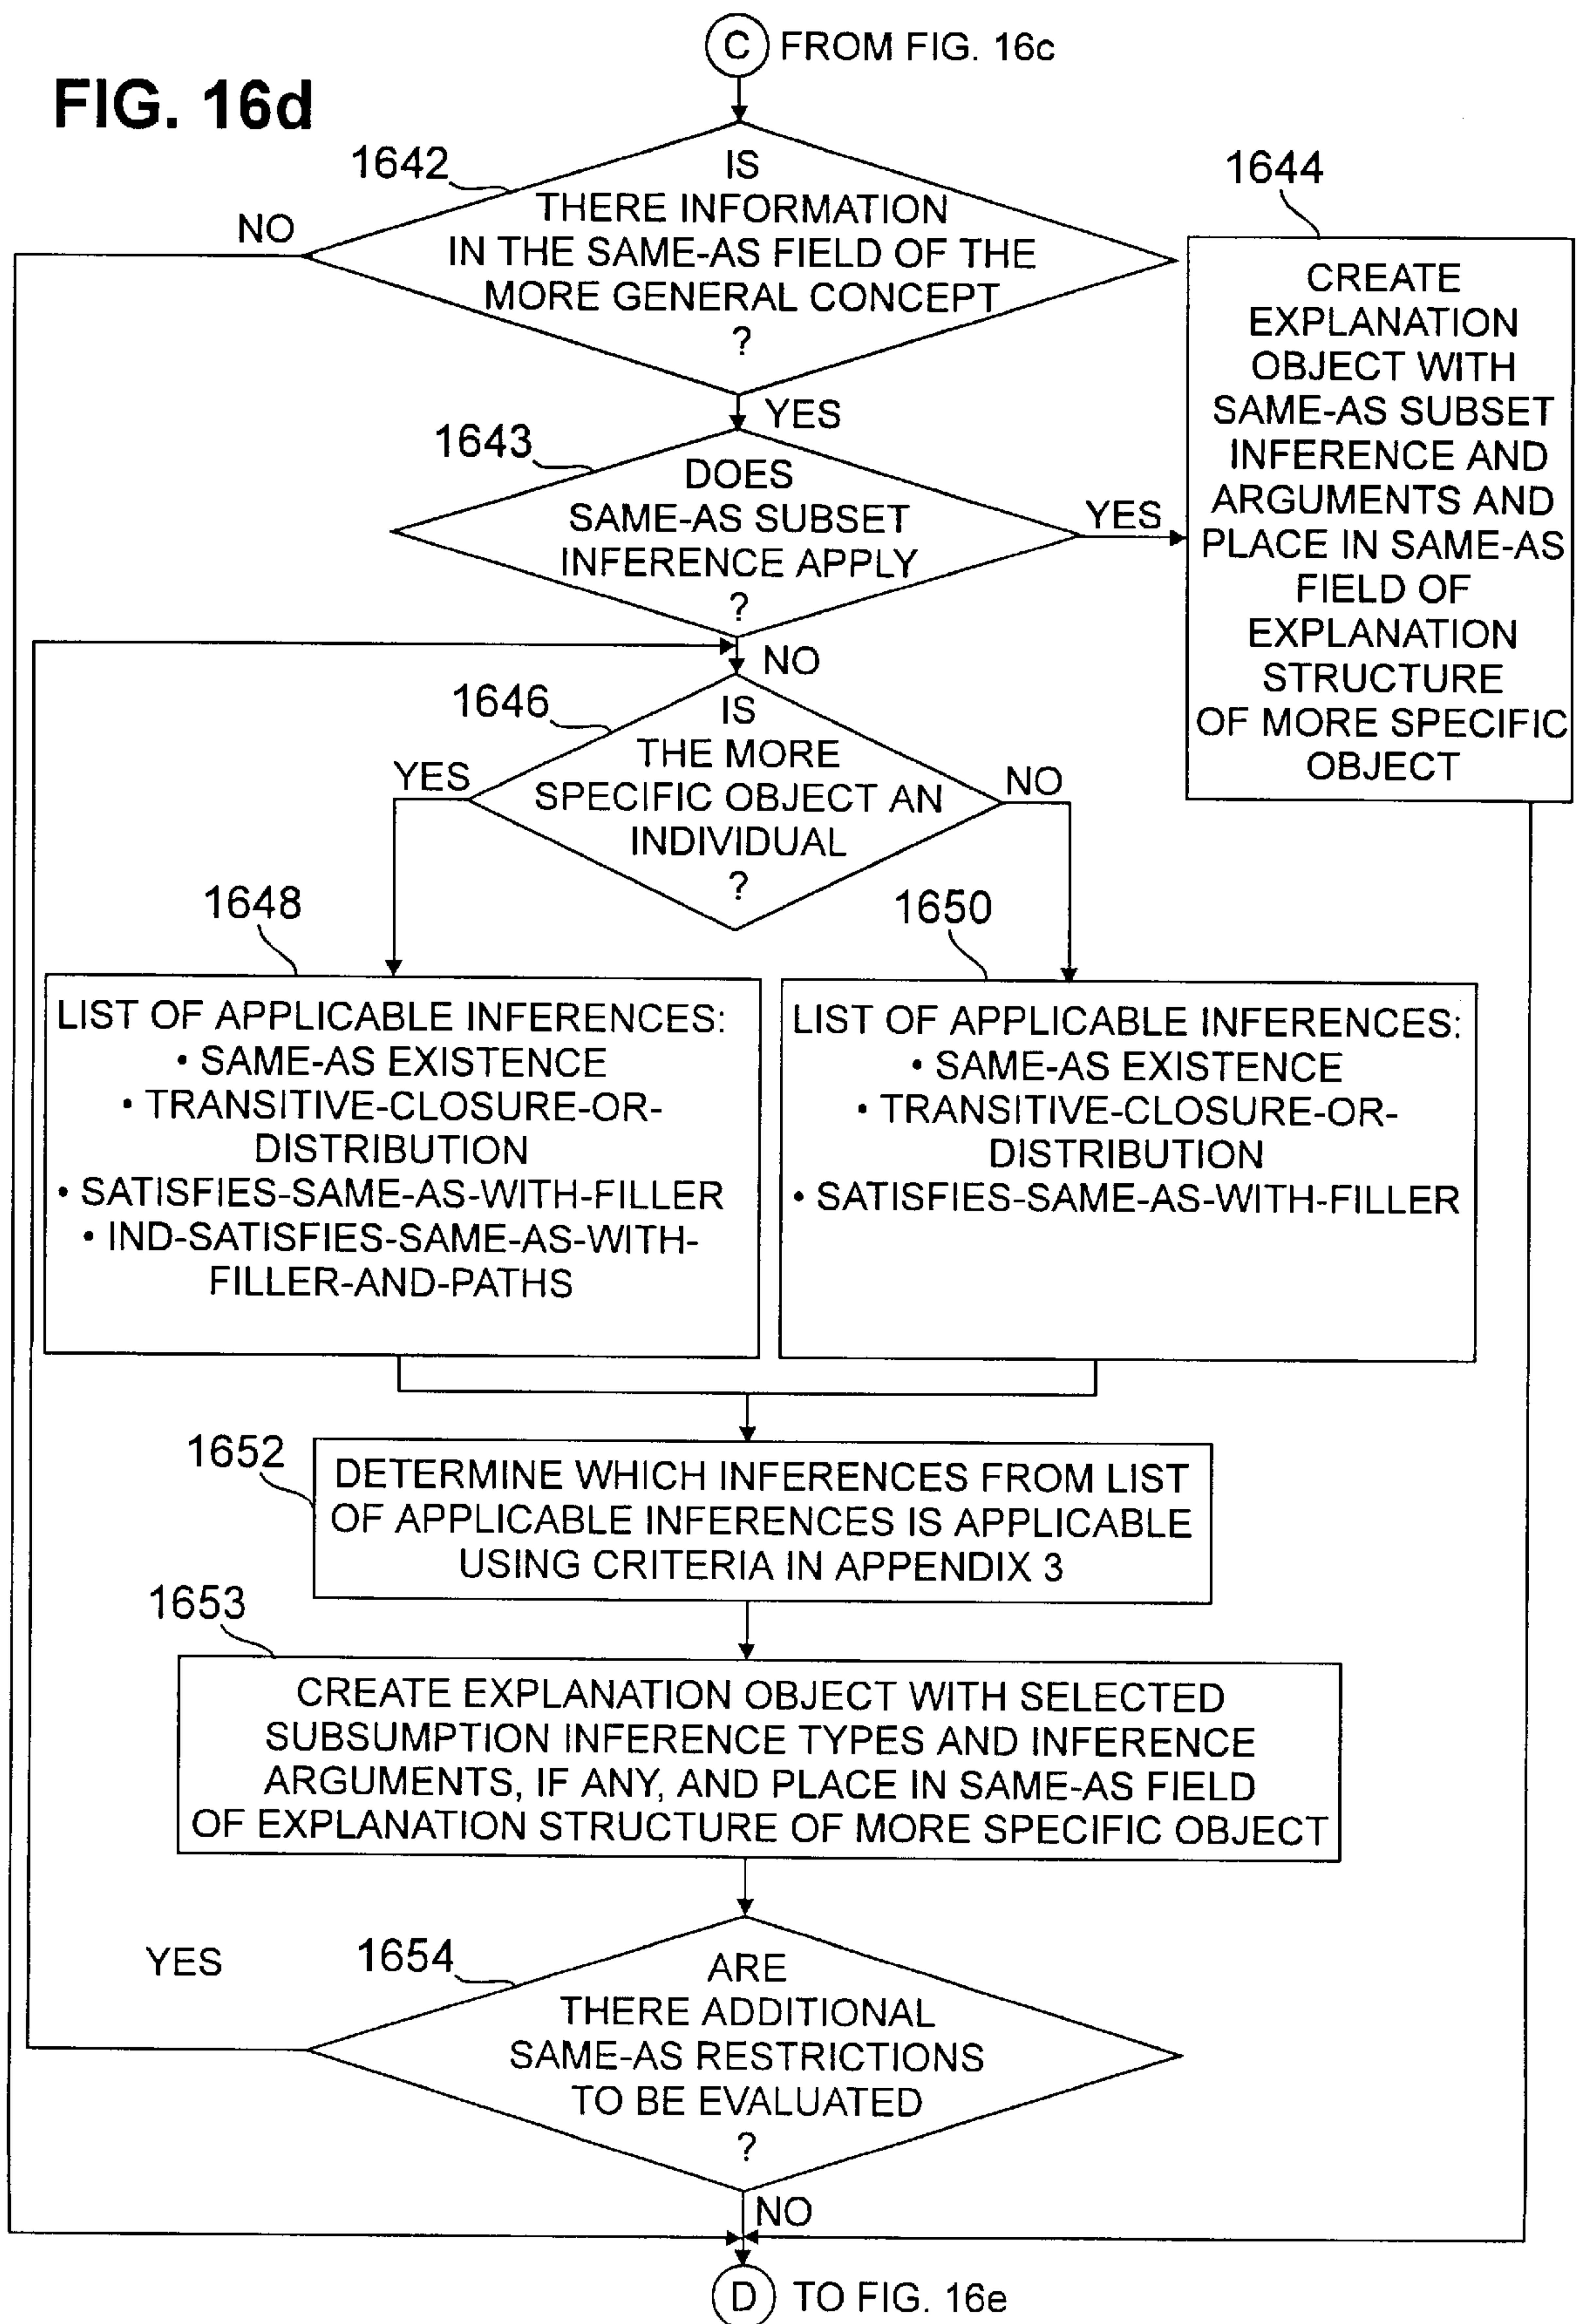 C FROM FIG. 16c
FIG. 16d
1642
IS
THERE INFORMATION
IN THE SAME-AS FIELD OF THE
MORE GENERAL CONCEPT
?
NO
YES
1644
CREATE
EXPLANATION
OBJECT WITH
SAME-AS SUBSET
INFERENCE AND
ARGUMENTS AND
PLACE IN SAME-AS
FIELD OF
EXPLANATION
STRUCTURE
OF MORE SPECIFIC
OBJECT
1643
DOES
SAME-AS SUBSET
INFERENCE APPLY
?
YES
NO
1646
IS
THE MORE
SPECIFIC OBJECT AN
INDIVIDUAL
?
YES
NO
1648
LIST OF APPLICABLE INFERENCES:
• SAME-AS EXISTENCE
• TRANSITIVE-CLOSURE-OR-
DISTRIBUTION
• SATISFIES-SAME-AS-WITH-FILLER
• IND-SATISFIES-SAME-AS-WITH-
FILLER-AND-PATHS
1650
LIST OF APPLICABLE INFERENCES:
• SAME-AS EXISTENCE
• TRANSITIVE-CLOSURE-OR-
DISTRIBUTION
• SATISFIES-SAME-AS-WITH-FILLER
1652
DETERMINE WHICH INFERENCES FROM LIST
OF APPLICABLE INFERENCES IS APPLICABLE
USING CRITERIA IN APPENDIX 3
1653
CREATE EXPLANATION OBJECT WITH SELECTED
SUBSUMPTION INFERENCE TYPES AND INFERENCE
ARGUMENTS, IF ANY, AND PLACE IN SAME-AS FIELD
OF EXPLANATION STRUCTURE OF MORE SPECIFIC OBJECT
YES
1654
ARE
THERE ADDITIONAL
SAME-AS RESTRICTIONS
TO BE EVALUATED
?
NO
D TO FIG. 16e